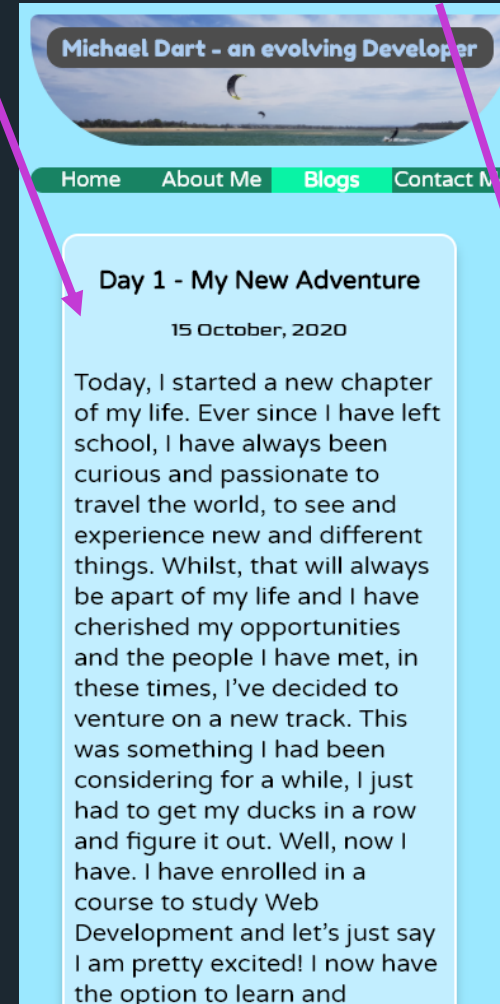 Michael Dart - an evolving Developer
Home About Me Blogs Contact
Day 1 - My New Adventure
15 October, 2020
Today, I started a new chapter
of my life. Ever since I have left
school, I have always been
curious and passionate to
travel the world, to see and
experience new and different
things. Whilst, that will always
be apart of my life and I have
cherished my opportunities
and the people I have met, in
these times, I've decided to
venture on a new track. This
was something I had been
considering for a while, I just
had to get my ducks in a row
and figure it out. Well, now I
have. I have enrolled in a
course to study Web
Development and let's just say
I am pretty excited! I now have
the option to learn and